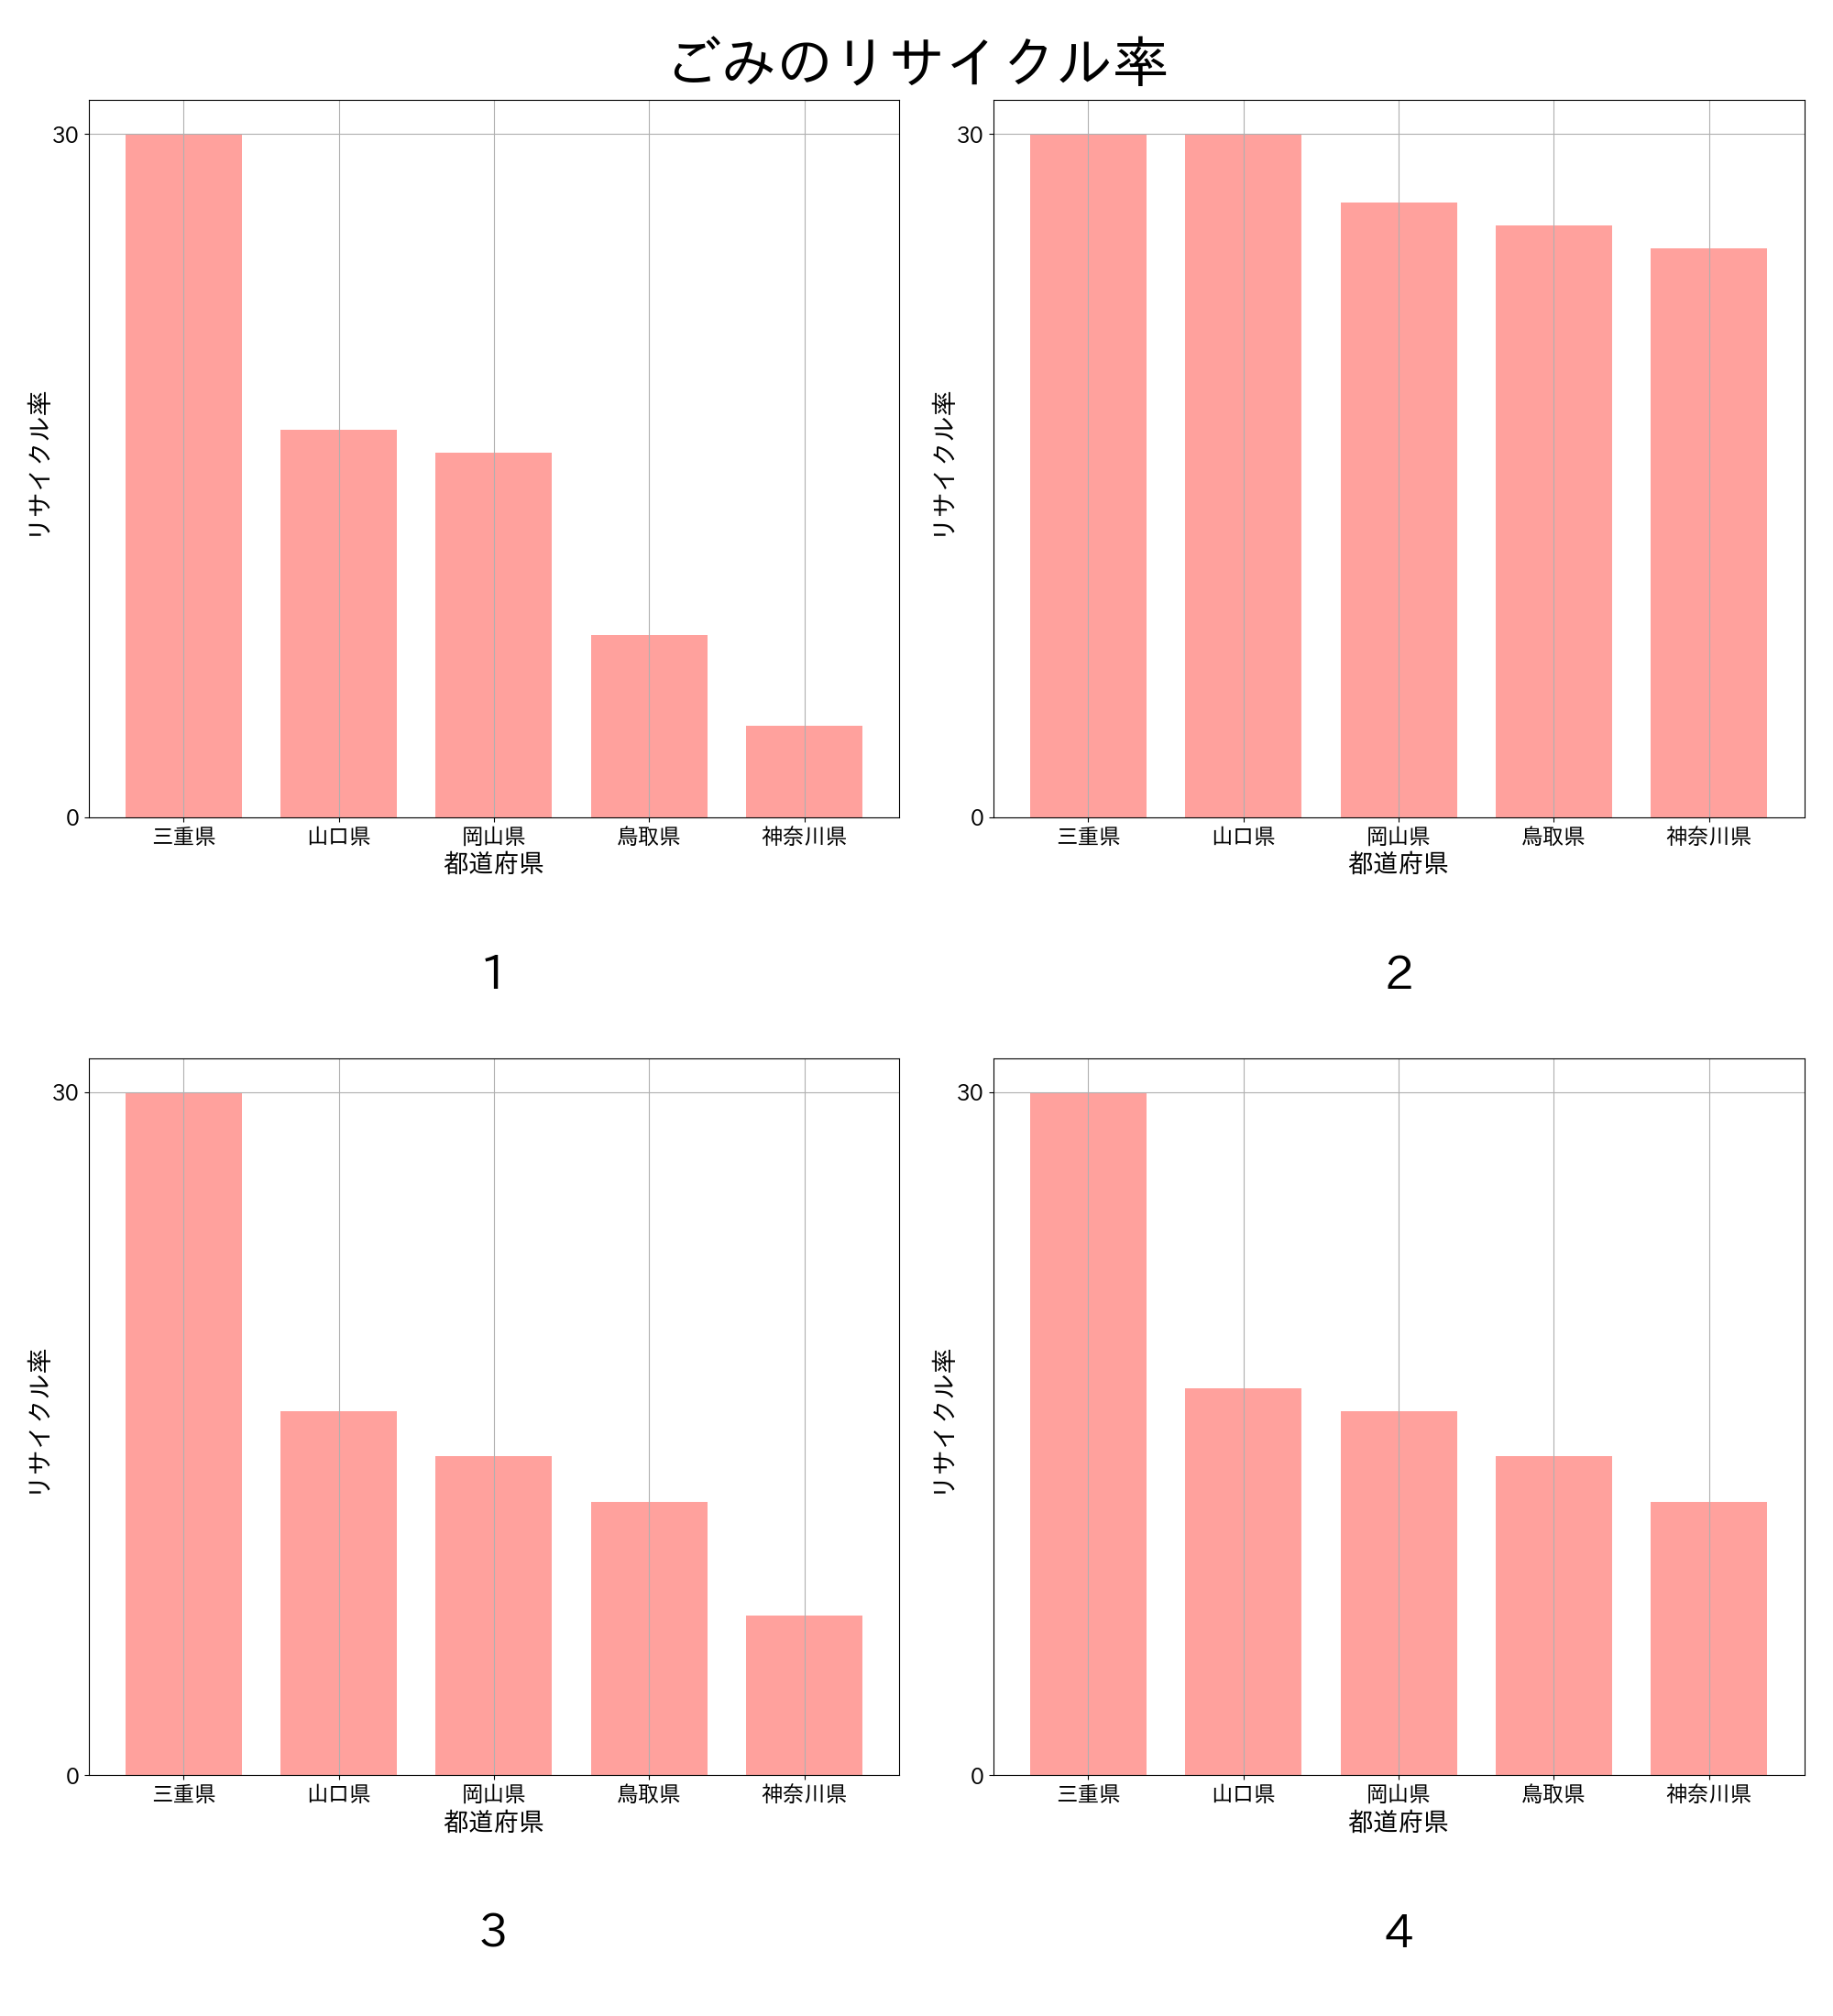 ごみのリサイクル率
30
0
リサイクル率
三重県 山口県 岡山県 鳥取県 神奈川県
都道府県
1
30
0
リサイクル率
三重県 山口県 岡山県 鳥取県 神奈川県
都道府県
2
30
0
リサイクル率
三重県 山口県 岡山県 鳥取県 神奈川県
都道府県
3
30
0
リサイクル率
三重県 山口県 岡山県 鳥取県 神奈川県
都道府県
4